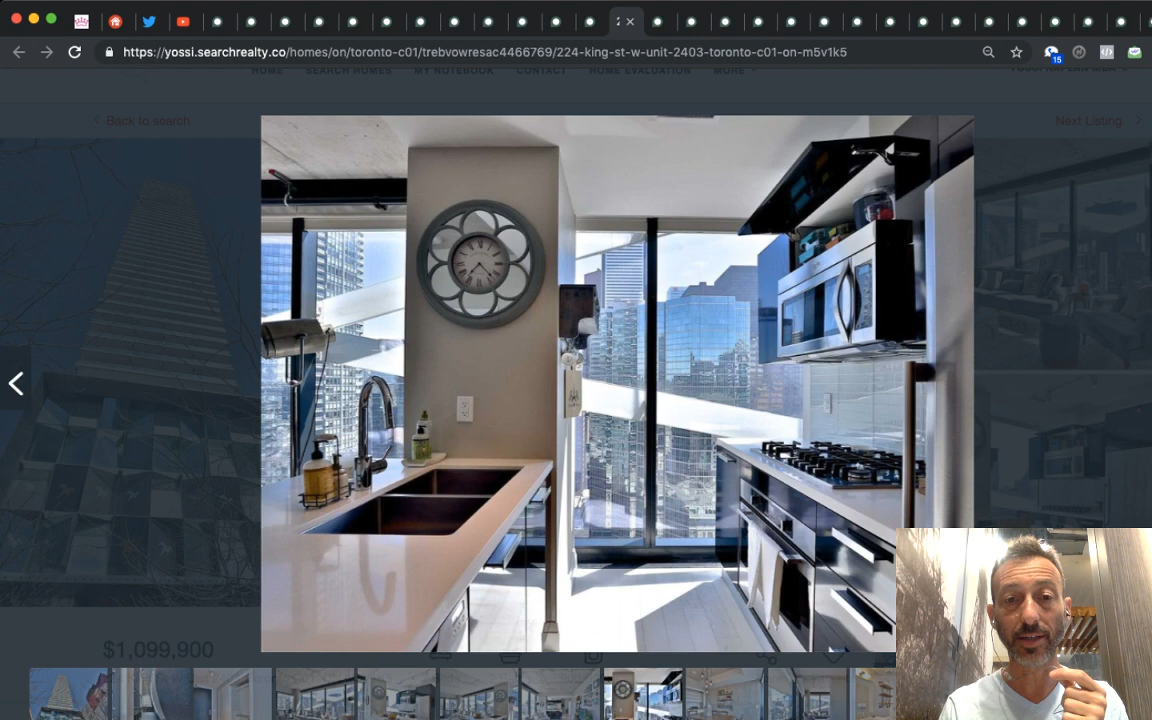 https://yossi.searchrealty.co/homes/on/toronto-c01/trebvowresac4466769/224-king-st-w-unit-2403-toronto-c01-on-m5v1k5
15
HOME SEARCH HOMES MY NOTEBOOK CONTACT HOME EVALUATION MORE
Back to search
Next Listing
$1,099,900